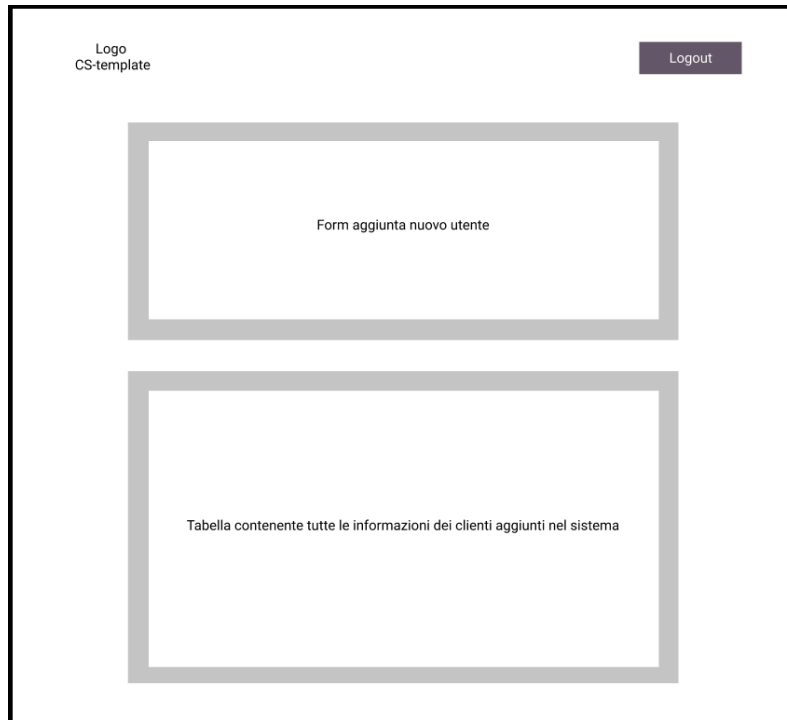 Logo
CS-template
Logout
Form aggiunta nuovo utente
Tabella contenente tutte le informazioni dei clienti aggiunti nel sistema